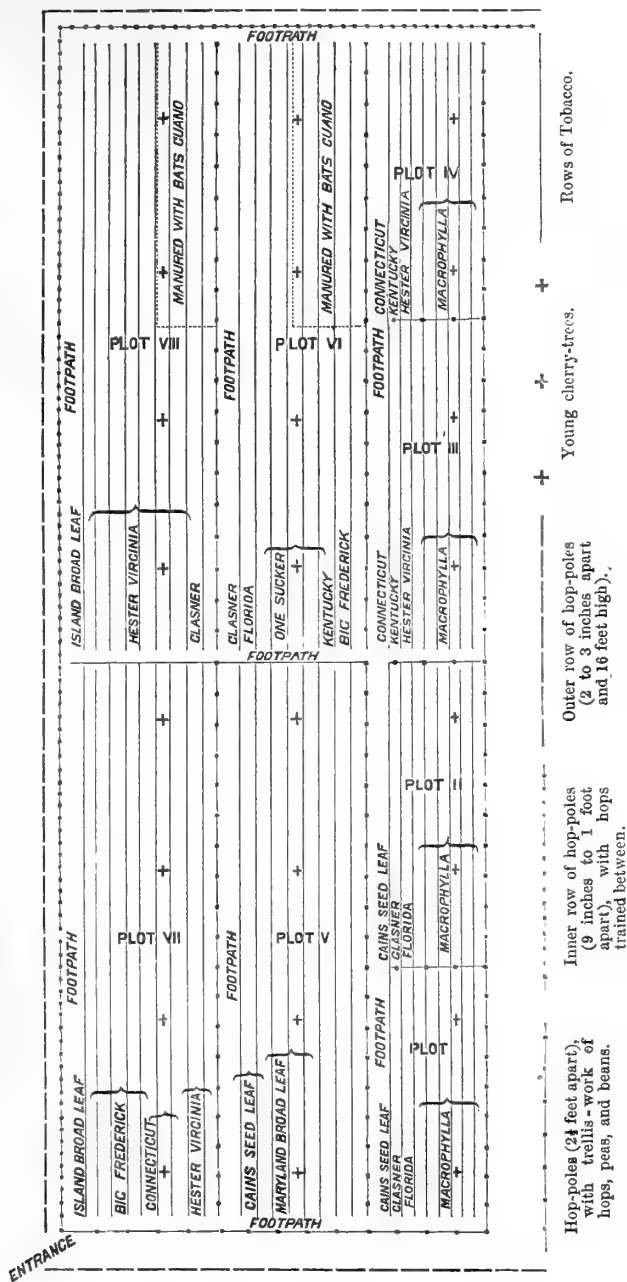 FOOTPATH
ISLAND BROAD LEAF
FOOTPATH
HESTER VIRGINIA
PLOT VIII
MANURED WITH BATS GUANO
CLASNER
CLASNER
FLORIDA
FOOTPATH
ONE SUCKER
PLOT VI
MANURED WITH BATS GUANO
KENTUCKY
BIG FREDERICK
CONNECTICUT
KENTUCKY
HESTER VIRGINIA
FOOTPATH
MACROPHYLLA
PLOT III
CONNECTICUT
KENTUCKY
HESTER VIRGINIA
MACROPHYLLA
PLOT IV
FOOTPATH
ISLAND BROAD LEAF
FOOTPATH
BIG FREDERICK
CONNECTICUT
PLOT VII
HESTER VIRGINIA
FOOTPATH
CAINS SEED LEAF
MARYLAND BROAD LEAF
PLOT V
CAINS SEED LEAF
CLASNER
FLORIDA
FOOTPATH
MACROPHYLLA
PLOT
CAINS SEED LEAF
CLASNER
FLORIDA
MACROPHYLLA
PLOT II
FOOTPATH
ENTRANCE
Hop-poles (2½ feet apart),
with trellis-work of
hops, peas, and beans.
Inner row of hop-poles
(9 inches to 1 foot
apart), with hops
trained between.
Outer row of hop-poles
(2 to 3 inches apart
and 16 feet high).
Young cherry-trees.
Rows of Tobacco.